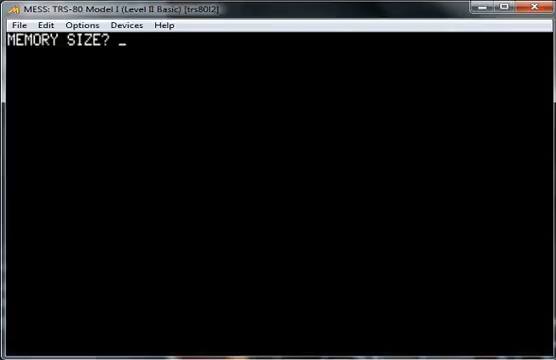 MESS: TRS-80 Model I (Level II Basic) [trs80l2]
File Edit Options Devices Help
MEMORY SIZE? _